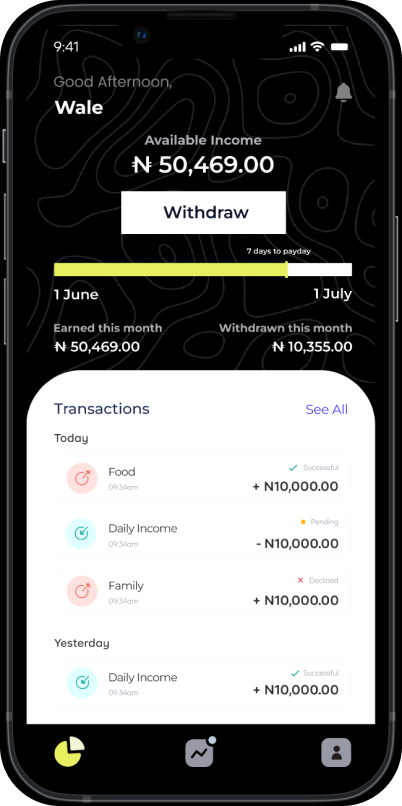 9:41
Good Afternoon,
Wale
Available Income
₦ 50,469.00
Withdraw
7 days to payday
1 June
1 July
Earned this month
Withdrawn this month
₦ 50,469.00
₦ 10,355.00
Transactions
See All
Today
Food
Successful
09:34am
+ N10,000.00
Daily Income
Pending
09:34am
- N10,000.00
Family
Declined
09:34am
+ N10,000.00
Yesterday
Daily Income
Successful
09:34am
+ N10,000.00